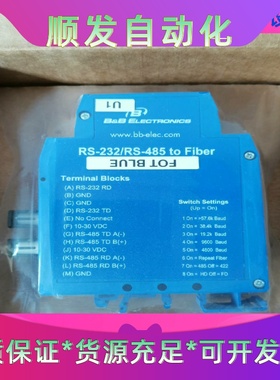 顺发自动化
U1
B&B ELECTRONICS
www.bb-elec.com
RS-232/RS-485 to Fiber
FOT BLUE
Terminal Blocks
(A) RS-232 RD
(B) GND
(C) GND
(D) RS-232 TD
(E) No Connect
(F) 10-30 VDC
(G) RS-485 TD A(-)
(H) RS-485 TD B(+)
(J) 10-30 VDC
(K) RS-485 RD A(-)
(L) RS-485 RD B(+)
(M) GND
Switch Settings
(Up = On)
1 On = >57.6k Baud
2 On = 38.4k Baud
3 On = 19.2k Baud
4 On = 9600 Baud
5 On = 4800 Baud
6 On = Repeat Fiber
7 On = 485 Off = 422
8 On = HD Off = FD
质保证*货源充足*可开发